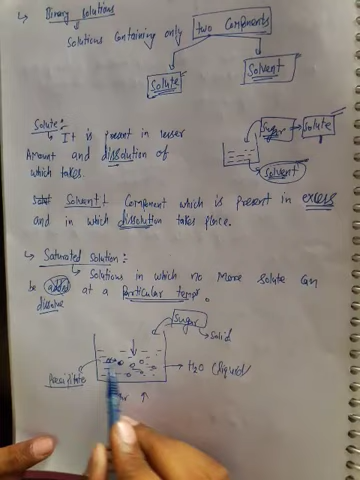 Binary solutions
Solutions containing only two Components
Solute
Solvent
Solute:
It is present in lesser
Amount and dissolution of
which takes.
Sugar
Solute
solvent
Solvent: Component which is present in excess
and in which dissolution takes place.
Saturated Solution:-
Solutions in which no more solute can
be added at a Particular tempr.
dissolve
Sugar
Solid
H2O (liquid)